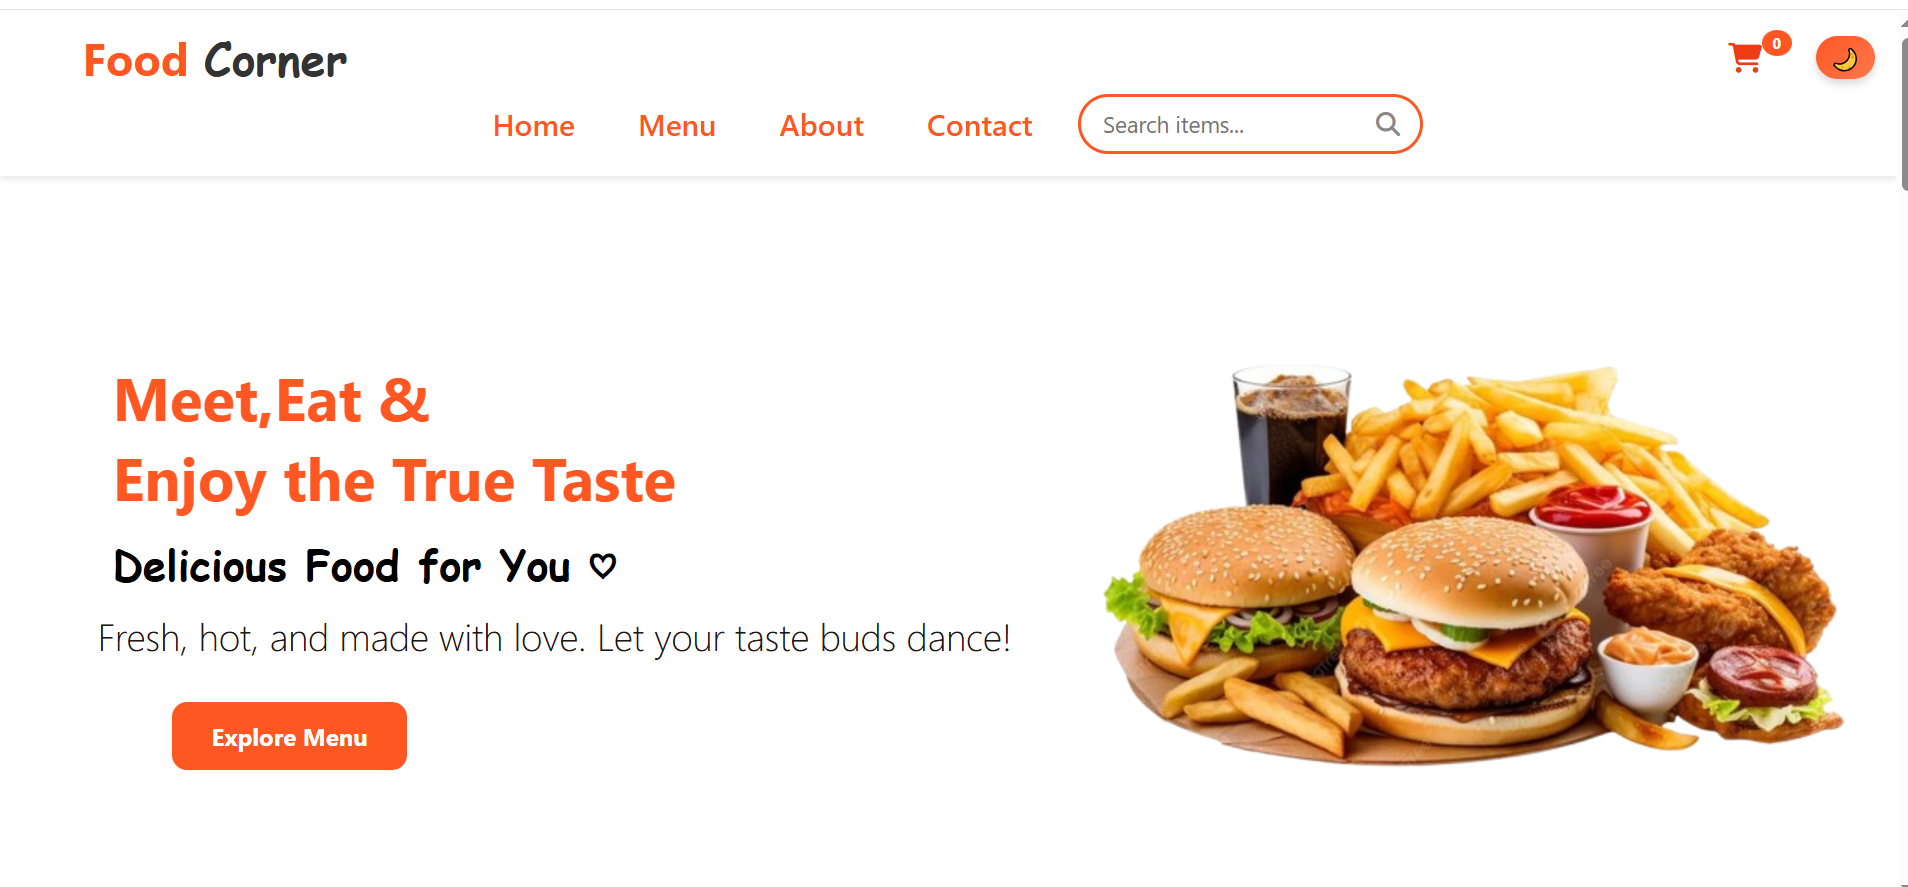 Food Corner
0
Home Menu About Contact Search items...
Meet,Eat &
Enjoy the True Taste
Delicious Food for You ♡
Fresh, hot, and made with love. Let your taste buds dance!
Explore Menu